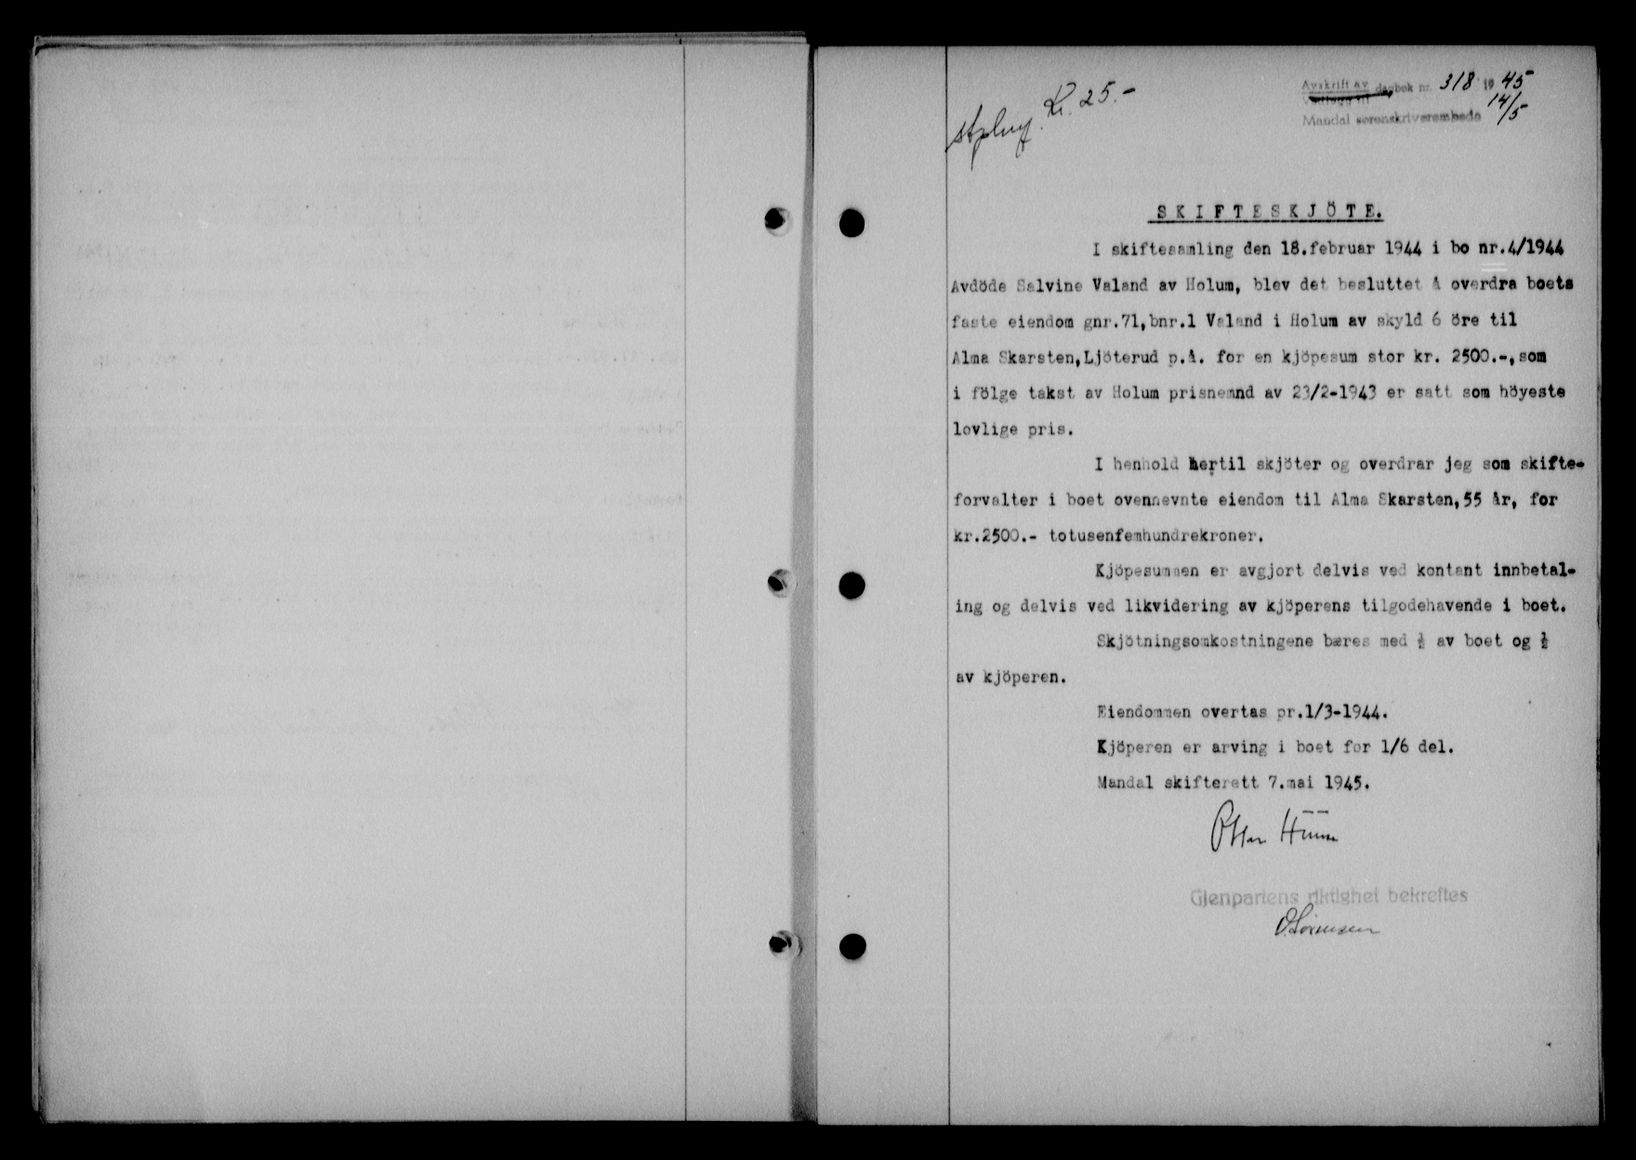 Kr. 25.-
Avskrift av dagbok nr. 318 1945
14/5
Mandal sorenskriverembede
SKIFTESKJÖTE.
I skiftesamling den 18.februar 1944 i bo nr.4/1944
Avdöde Salvine Valand av Holum, blev det besluttet å overdra boets
faste eiendom gnr.71,bnr.1 Valand i Holum av skyld 6 öre til
Alma Skarsten,Ljöterud p.å. for en kjöpesum stor kr. 2500.-,som
i fölge takst av Holum prisnemnd av 23/2-1943 er satt som höyeste
lovlige pris.
I henhold hertil skjöter og overdrar jeg som skifte-
forvalter i boet ovennevnte eiendom til Alma Skarsten,55 år, for
kr.2500.- totusenfemhundrekroner.
Kjöpesummen er avgjort delvis ved kontant innbetal-
ing og delvis ved likvidering av kjöperens tilgodehavende i boet.
Skjötningsomkostningene bæres med ½ av boet og ½
av kjöperen.
Eiendommen overtas pr.1/3-1944.
Kjöperen er arving i boet for 1/6 del.
Mandal skifterett 7.mai 1945.
Gjenpartens riktighet bekreftes